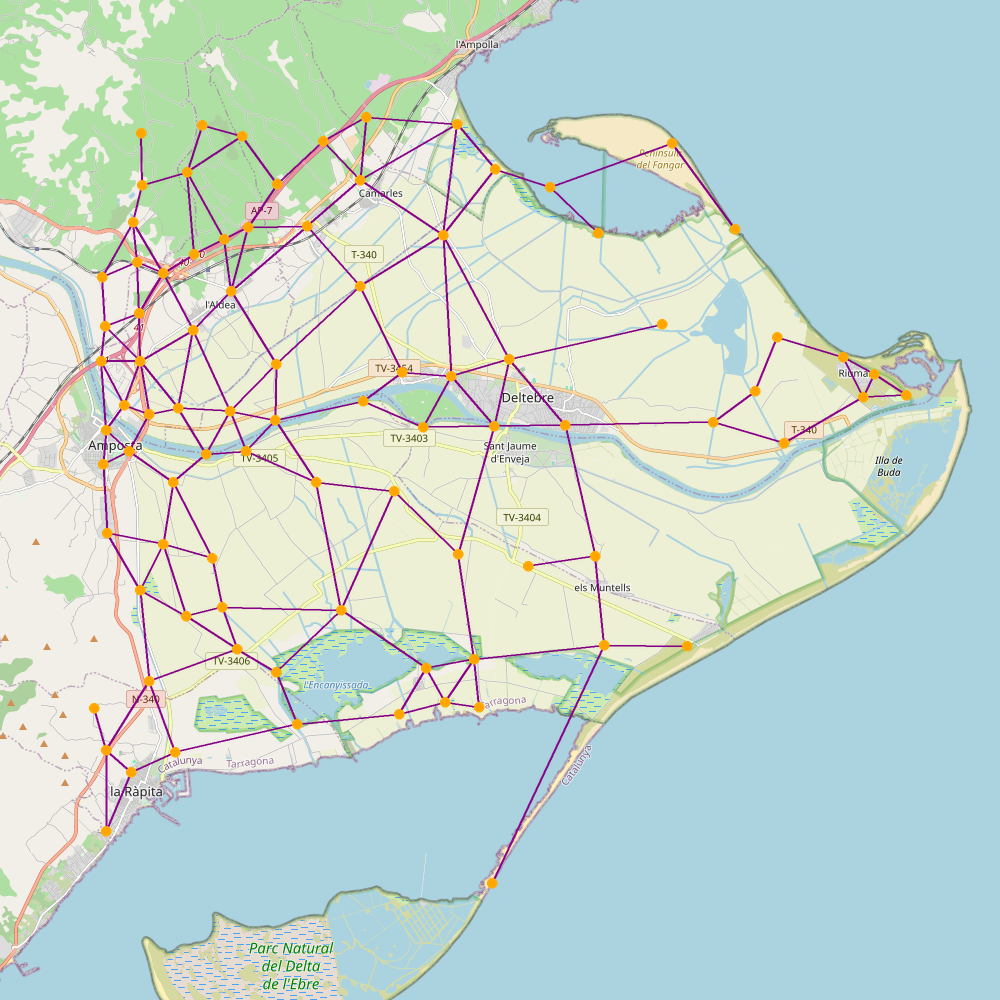 l'Ampolla
Península
del Fangar
Camarles
AP-7
T-340
l'Aldea
41
Riumar
Deltebre
T-340
TV-3403
Amposta
Sant Jaume
d'Enveja
TV-3405
Illa de
Buda
TV-3404
els Muntells
TV-3406
L'Encanyissada
N-340
Tarragona
Catalunya
Tarragona
Catalunya
la Ràpita
Parc Natural
del Delta
de l'Ebre